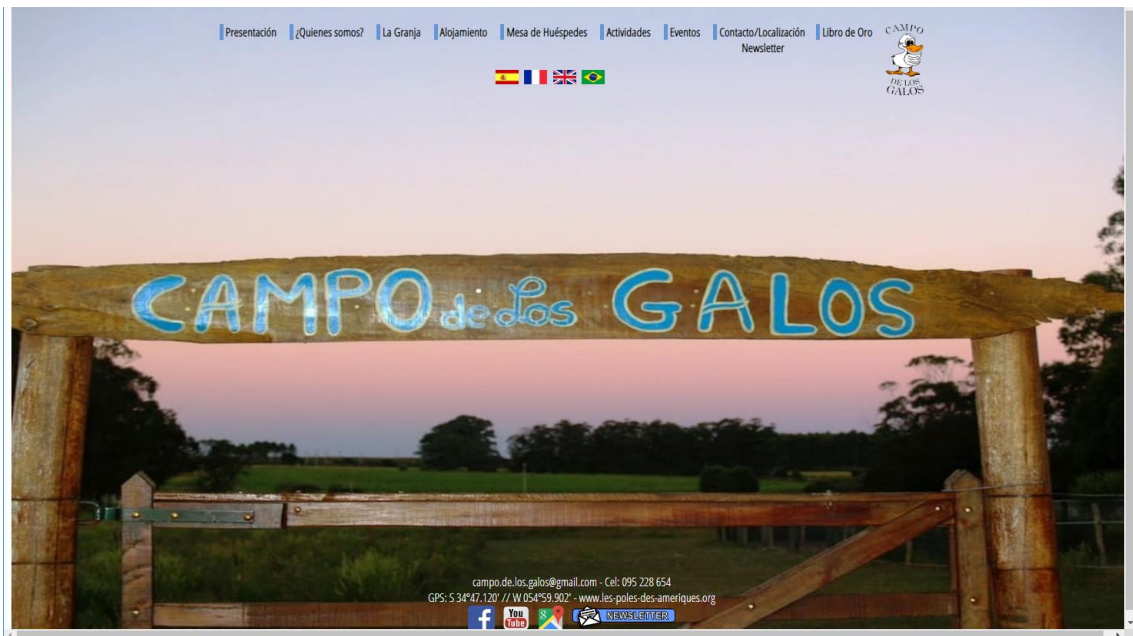 Presentación
¿Quienes somos?
La Granja
Alojamiento
Mesa de Huéspedes
Actividades
Eventos
Contacto/Localización
Newsletter
Libro de Oro
CAMPO
DE LOS
GALOS
CAMPO de Los GALOS
campo.de.los.galos@gmail.com - Cel: 095 228 654
GPS: S 34°47.120' // W 054°59.902' - www.les-poles-des-ameriques.org
f
You
Tube
8
NEWSLETTER